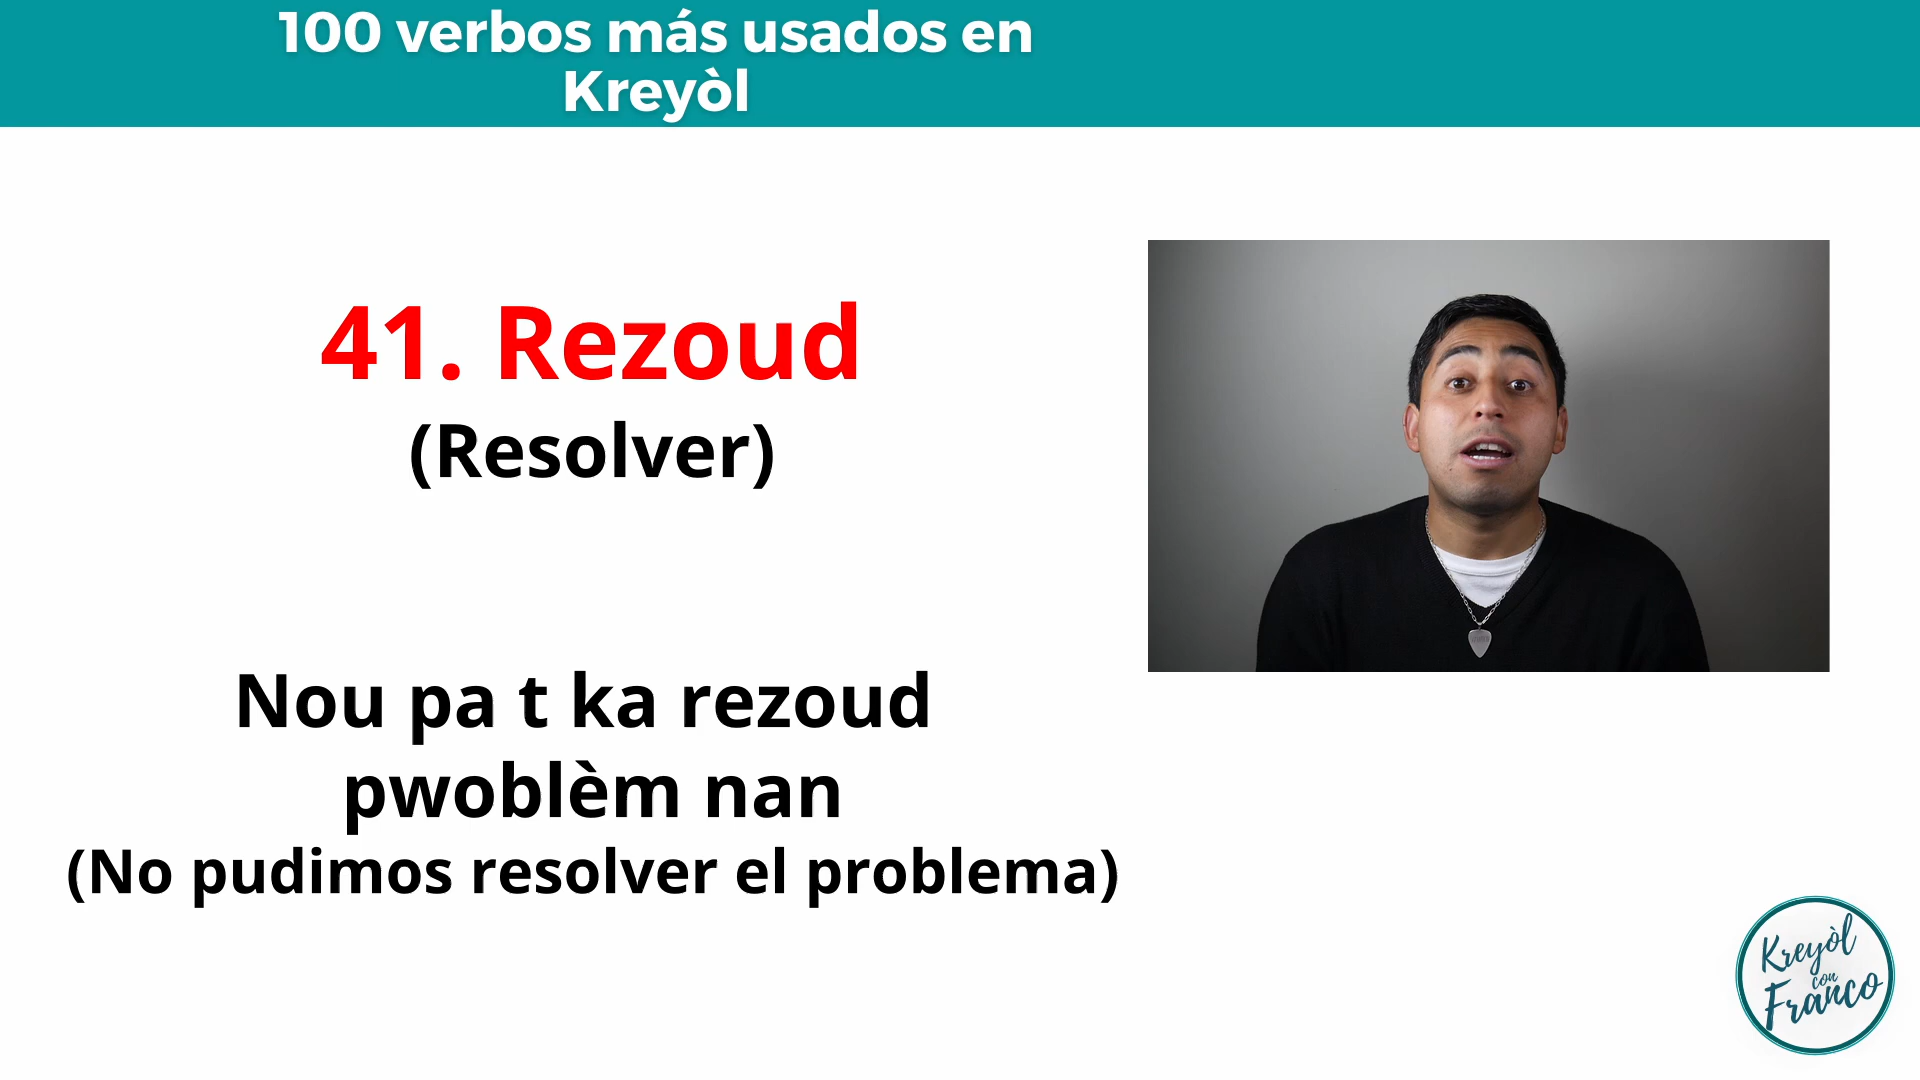 100 verbos más usados en
Kreyòl
41. Rezoud
(Resolver)
Nou pa t ka rezoud
pwoblèm nan
(No pudimos resolver el problema)
Kreyòl
con
Franco